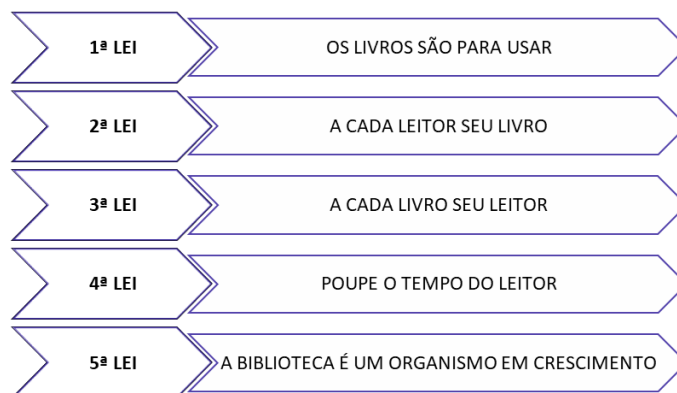 1ª LEI OS LIVROS SÃO PARA USAR
2ª LEI A CADA LEITOR SEU LIVRO
3ª LEI A CADA LIVRO SEU LEITOR
4ª LEI POUPE O TEMPO DO LEITOR
5ª LEI A BIBLIOTECA É UM ORGANISMO EM CRESCIMENTO